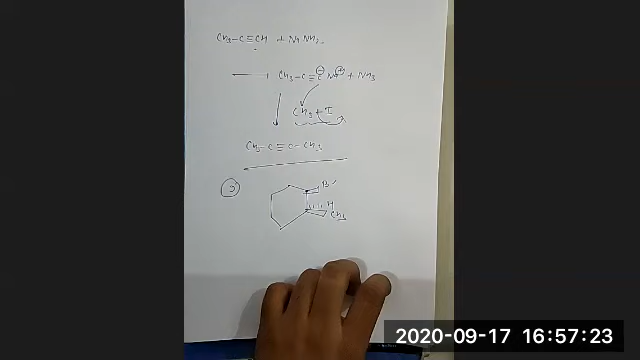 CH₃-C≡CH + NaNH₂
→ CH₃-C≡C⊖ Na⊕ + NH₃
CH₃+I
CH₃-C≡C-CH₃
Br
H
CH₃
2020-09-17 16:57:23